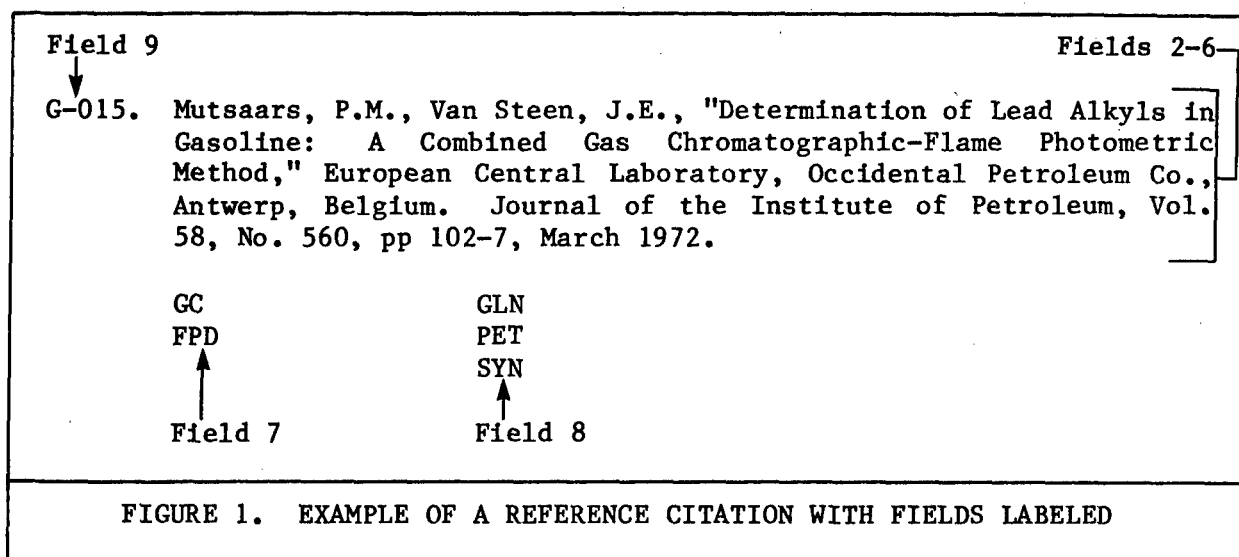 Field 9 Fields 2-6
G-015. Mutsaars, P.M., Van Steen, J.E., "Determination of Lead Alkyls in
Gasoline: A Combined Gas Chromatographic-Flame Photometric
Method," European Central Laboratory, Occidental Petroleum Co.,
Antwerp, Belgium. Journal of the Institute of Petroleum, Vol.
58, No. 560, pp 102-7, March 1972.
GC GLN
FPD PET
SYN
Field 7 Field 8
FIGURE 1. EXAMPLE OF A REFERENCE CITATION WITH FIELDS LABELED